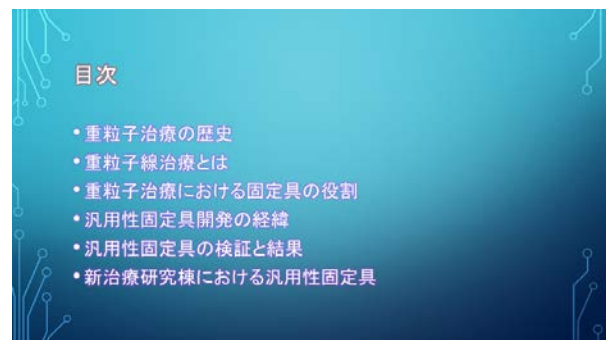 目次
•重粒子治療の歴史
•重粒子線治療とは
•重粒子治療における固定具の役割
•汎用性固定具開発の経緯
•汎用性固定具の検証と結果
•新治療研究棟における汎用性固定具